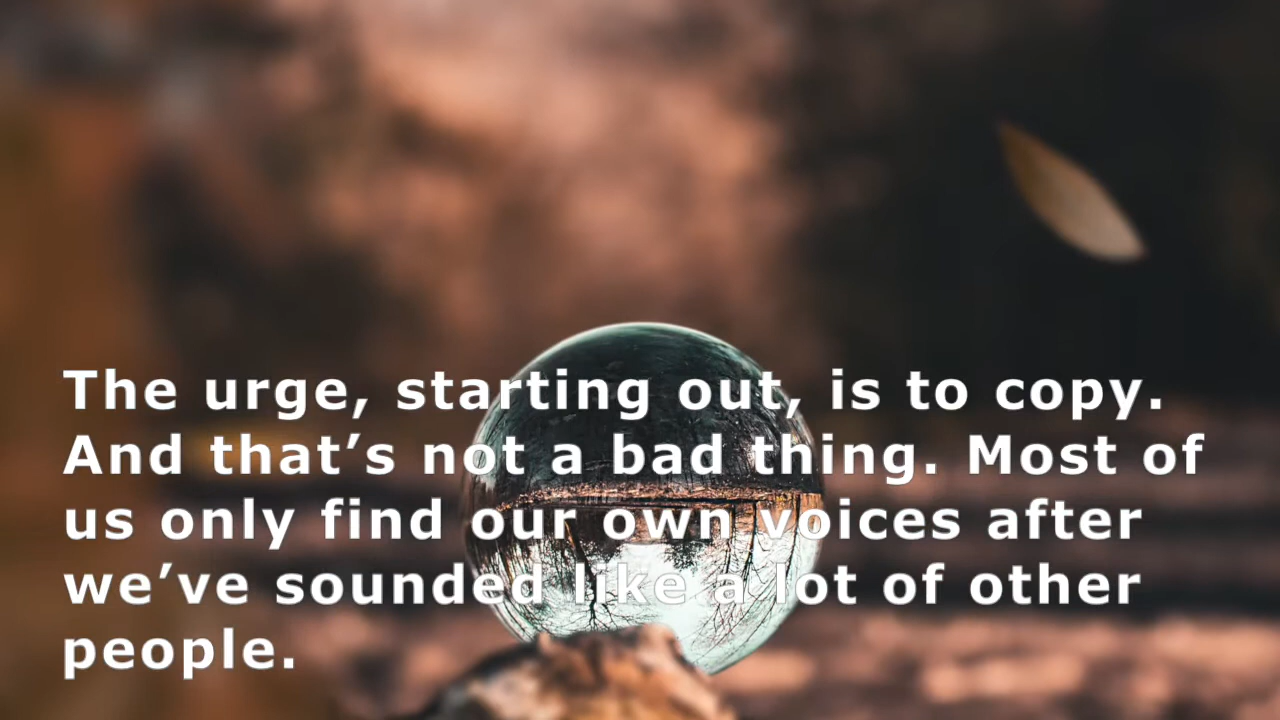 The urge, starting out, is to copy.
And that’s not a bad thing. Most of
us only find our own voices after
we’ve sounded like a lot of other
people.